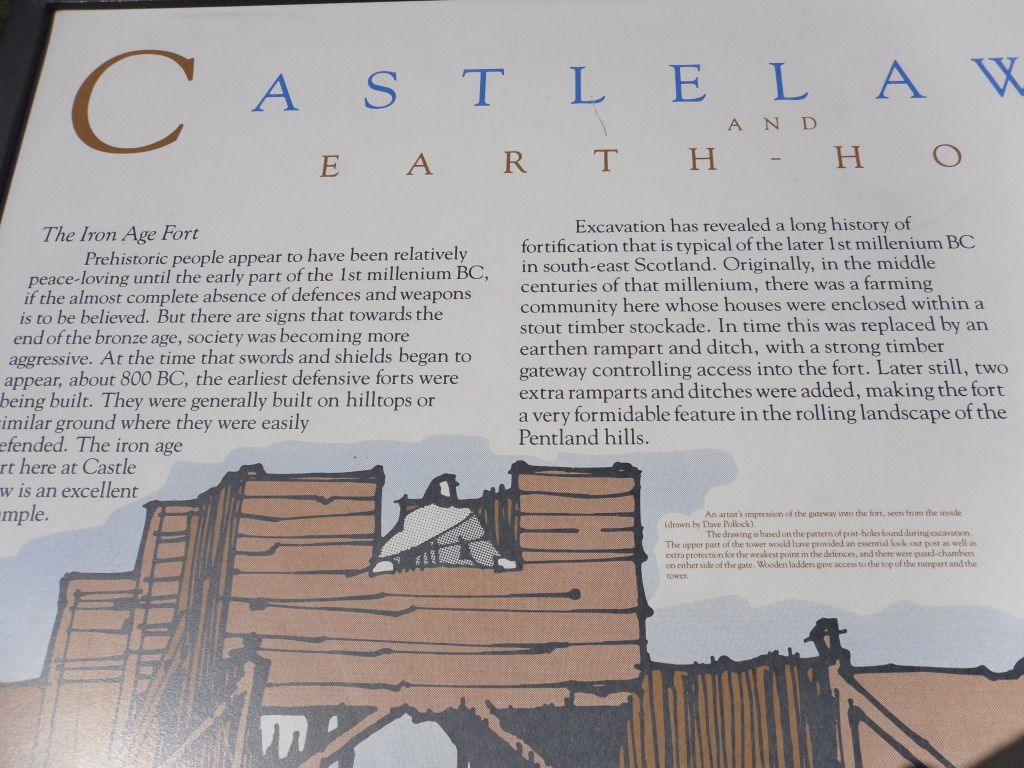 CASTLELAW
AND
EARTH-HO
The Iron Age Fort
Prehistoric people appear to have been relatively
peace-loving until the early part of the 1st millenium BC,
if the almost complete absence of defences and weapons
is to be believed. But there are signs that towards the
end of the bronze age, society was becoming more
aggressive. At the time that swords and shields began to
appear, about 800 BC, the earliest defensive forts were
being built. They were generally built on hilltops or
similar ground where they were easily
efended. The iron age
rt here at Castle
w is an excellent
mple.
Excavation has revealed a long history of
fortification that is typical of the later 1st millenium BC
in south-east Scotland. Originally, in the middle
centuries of that millenium, there was a farming
community here whose houses were enclosed within a
stout timber stockade. In time this was replaced by an
earthen rampart and ditch, with a strong timber
gateway controlling access into the fort. Later still, two
extra ramparts and ditches were added, making the fort
a very formidable feature in the rolling landscape of the
Pentland hills.
An artist's impression of the gateway into the fort, seen from the inside
(drawn by Dave Pollock).
The drawing is based on the pattern of post-holes found during excavation.
The upper part of the tower would have provided an essential look-out post as well as
extra protection for the weakest point in the defences, and there were guard-chambers
on either side of the gate. Wooden ladders gave access to the top of the rampart and the
tower.